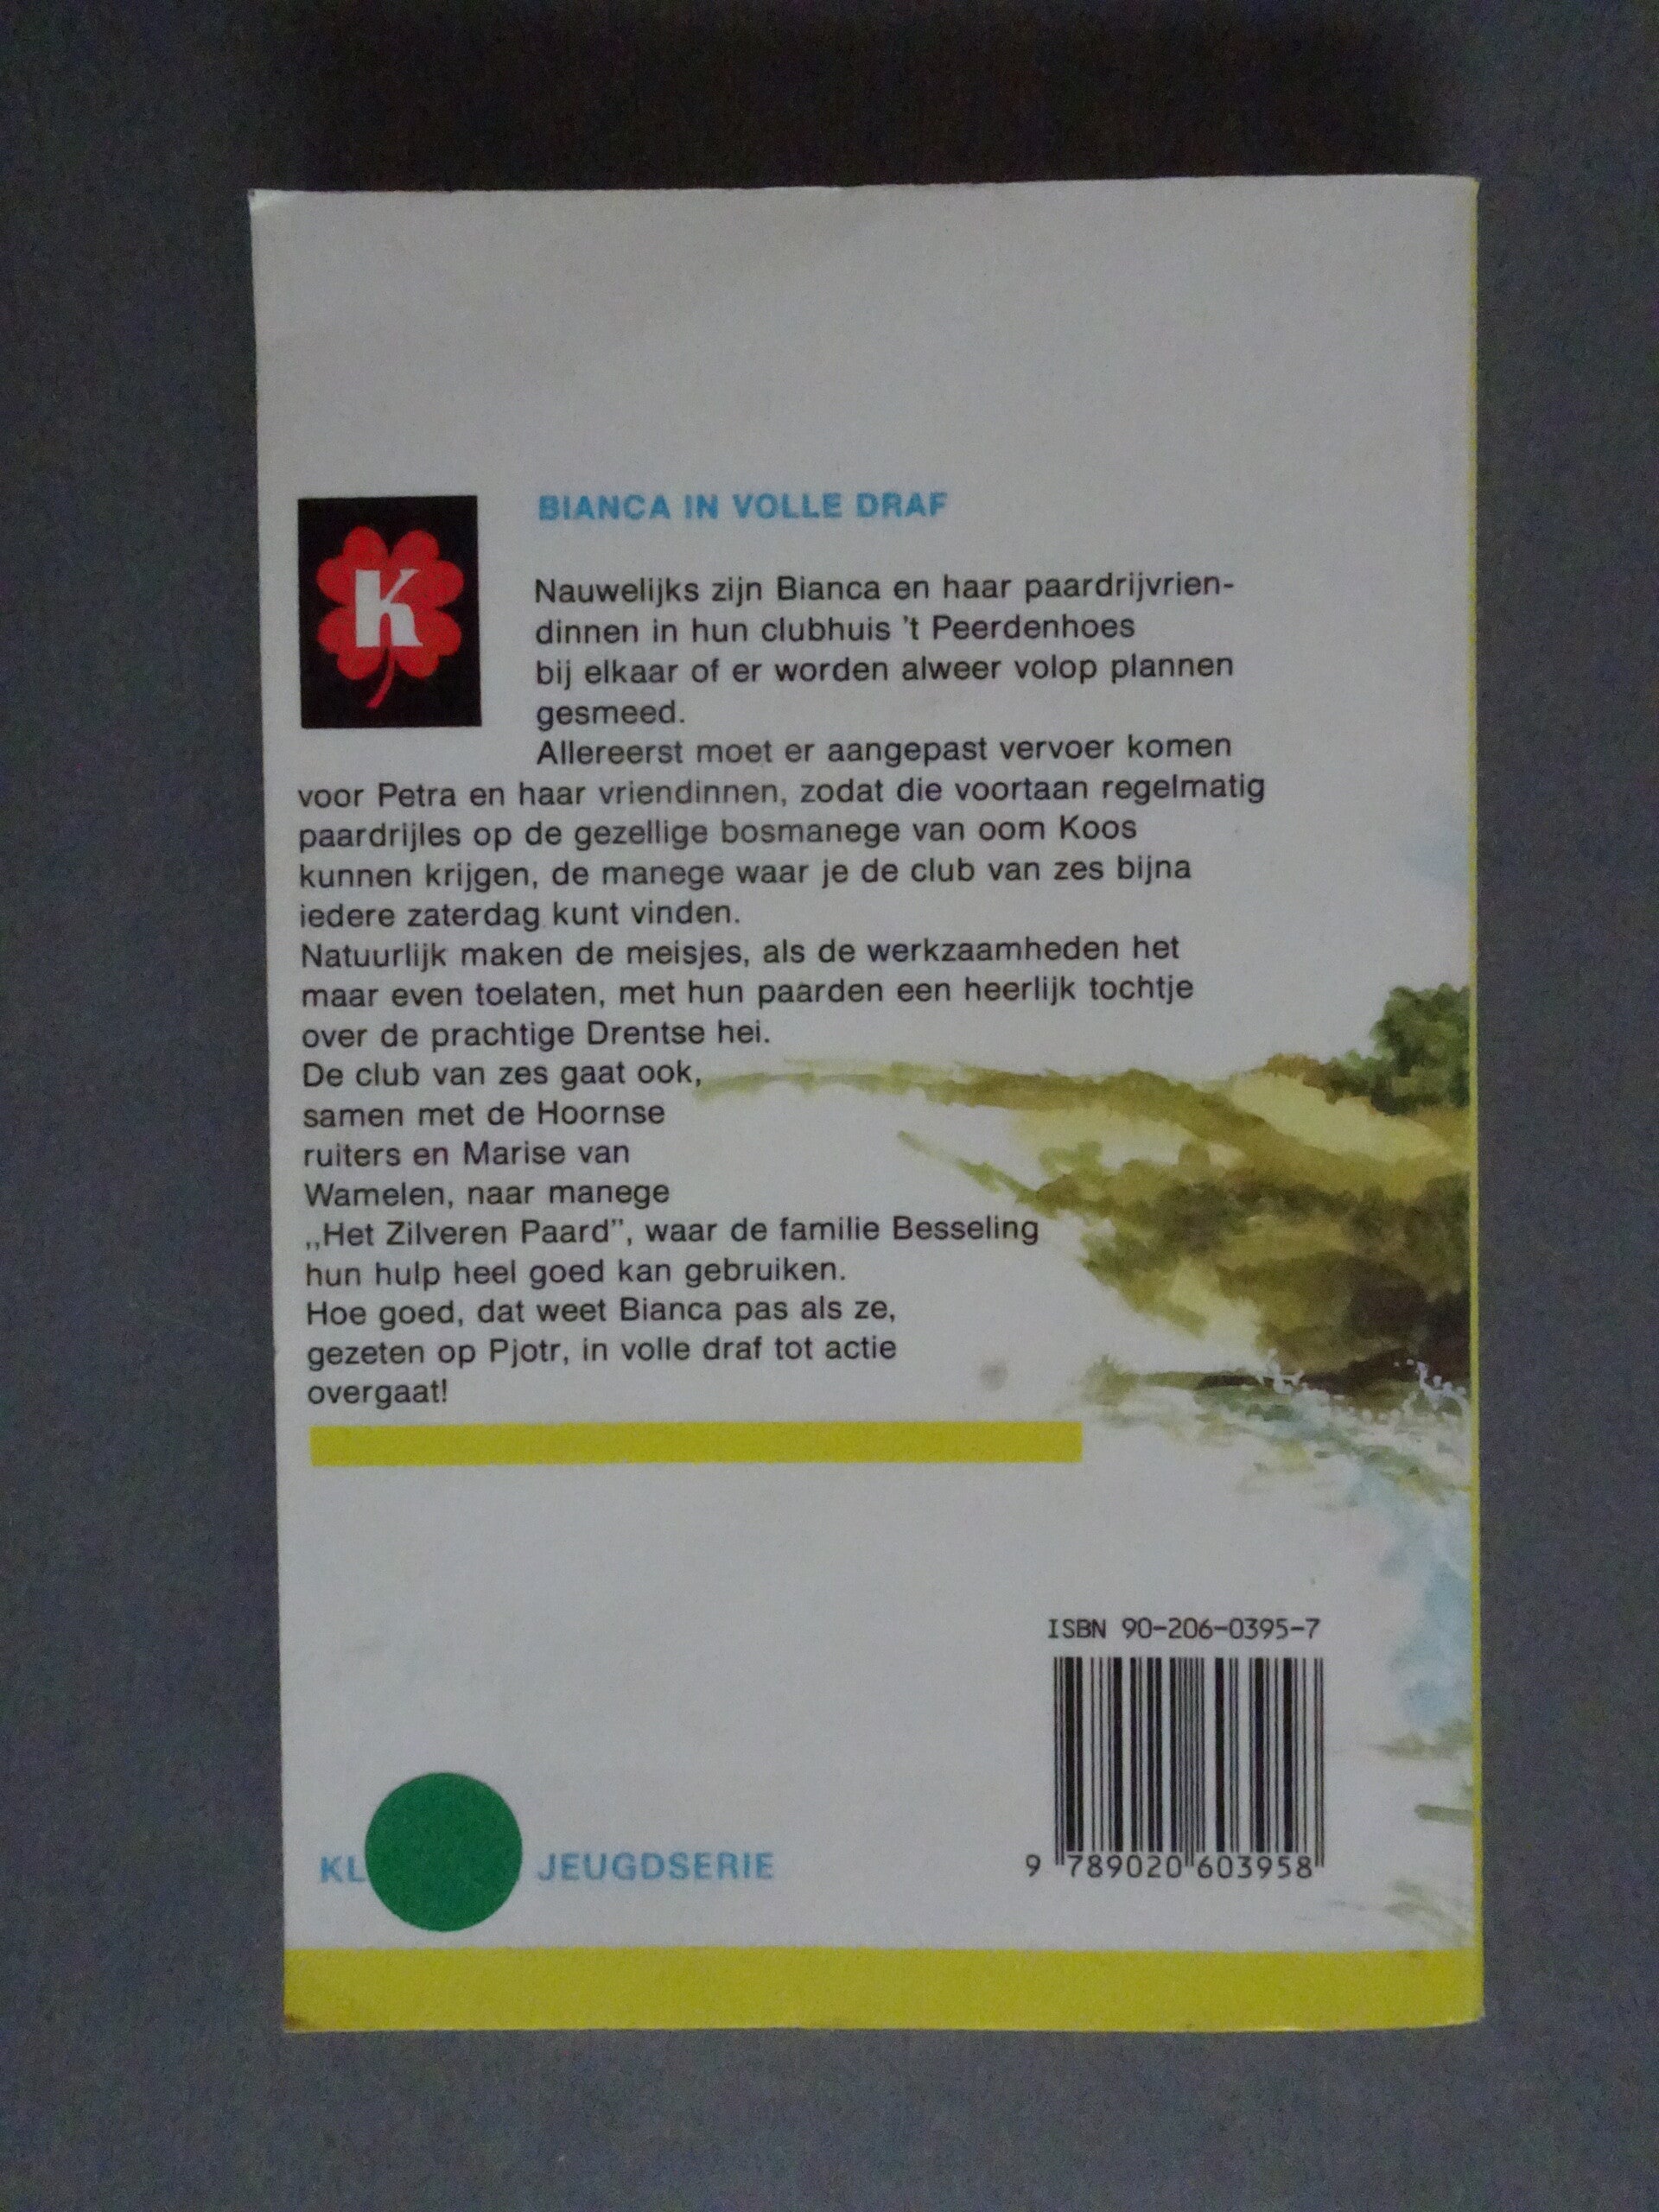 BIANCA IN VOLLE DRAF
K
Nauwelijks zijn Bianca en haar paardrijvrien-
dinnen in hun clubhuis 't Peerdenhoes
bij elkaar of er worden alweer volop plannen
gesmeed.
Allereerst moet er aangepast vervoer komen
voor Petra en haar vriendinnen, zodat die voortaan regelmatig
paardrijles op de gezellige bosmanege van oom Koos
kunnen krijgen, de manege waar je de club van zes bijna
iedere zaterdag kunt vinden.
Natuurlijk maken de meisjes, als de werkzaamheden het
maar even toelaten, met hun paarden een heerlijk tochtje
over de prachtige Drentse hei.
De club van zes gaat ook,
samen met de Hoornse
ruiters en Marise van
Wamelen, naar manege
„Het Zilveren Paard”, waar de familie Besseling
hun hulp heel goed kan gebruiken.
Hoe goed, dat weet Bianca pas als ze,
gezeten op Pjotr, in volle draf tot actie
overgaat!
ISBN 90-206-0395-7
9 789020 603958
JEUGDSERIE